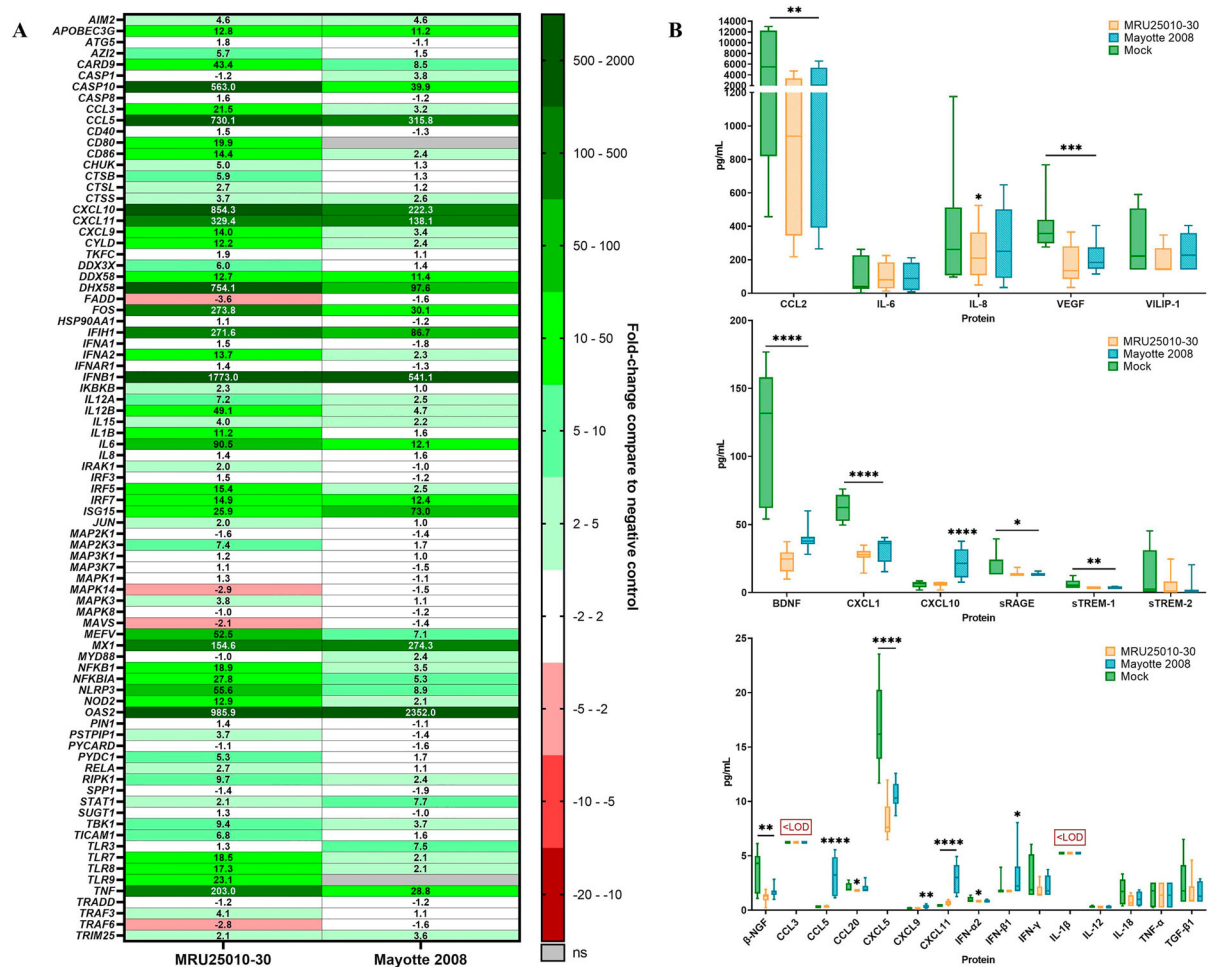 A
AIM2 4.6 4.6
APOBEC3G 12.8 11.2
ATG5 1.8 -1.1
AZI2 5.7 1.5
CARD9 43.4 8.5
CASP1 -1.2 3.8
CASP10 563.0 39.9
CASP8 1.6 -1.2
CCL3 21.5 3.2
CCL5 730.1 315.8
CD40 1.5 -1.3
CD80 19.9
CD86 14.4 2.4
CHUK 5.0 1.3
CTSB 5.9 1.3
CTSL 2.7 1.2
CTSS 3.7 2.6
CXCL10 854.3 222.3
CXCL11 329.4 138.1
CXCL9 14.0 3.4
CYLD 12.2 2.4
TKFC 1.9 1.1
DDX3X 6.0 1.4
DDX58 12.7 11.4
DHX58 754.1 97.6
FADD -3.6 -1.6
FOS 273.8 30.1
HSP90AA1 1.1 -1.2
IFIH1 271.6 86.7
IFNA1 1.5 -1.8
IFNA2 13.7 2.3
IFNAR1 1.4 -1.3
IFNB1 1773.0 541.1
IKBKB 2.3 1.0
IL12A 7.2 2.5
IL12B 49.1 4.7
IL15 4.0 2.2
IL1B 11.2 1.6
IL6 90.5 12.1
IL8 1.4 1.6
IRAK1 2.0 -1.0
IRF3 1.5 -1.2
IRF5 15.4 2.5
IRF7 14.9 12.4
ISG15 25.9 73.0
JUN 2.0 1.0
MAP2K1 -1.6 -1.4
MAP2K3 7.4 1.7
MAP3K1 1.2 1.0
MAP3K7 1.1 -1.5
MAPK1 1.3 -1.1
MAPK14 -2.9 -1.5
MAPK3 3.8 1.1
MAPK8 -1.0 -1.2
MAVS -2.1 -1.4
MEFV 52.5 7.1
MX1 154.6 274.3
MYD88 -1.0 2.4
NFKB1 18.9 3.5
NFKBIA 27.8 5.3
NLRP3 55.6 8.9
NOD2 12.9 2.1
OAS2 985.9 2352.0
PIN1 1.4 -1.1
PSTPIP1 3.7 -1.4
PYCARD -1.1 -1.6
PYDC1 5.3 1.7
RELA 2.7 1.1
RIPK1 9.7 2.4
SPP1 -1.4 -1.9
STAT1 2.1 7.7
SUGT1 1.3 -1.0
TBK1 9.4 3.7
TICAM1 6.8 1.6
TLR3 1.3 7.5
TLR7 18.5 2.1
TLR8 17.3 2.1
TLR9 23.1
TNF 203.0 28.8
TRADD -1.2 -1.2
TRAF3 4.1 1.1
TRAF6 -2.8 -1.6
TRIM25 2.1 3.6
MRU25010-30 Mayotte 2008
500 - 2000
100 - 500
50 - 100
10 - 50
5 - 10
2 - 5
-2 - 2
-5 - -2
-10 - -5
-20 - -10
ns
Fold-change compare to negative control
B
MRU25010-30
Mayotte 2008
Mock
14000
12000
10000
8000
6000
4000
2000
1200
1000
800
600
400
200
0
pg/mL
**
*
***
CCL2 IL-6 IL-8 VEGF VILIP-1
Protein
MRU25010-30
Mayotte 2008
Mock
200
150
100
50
0
pg/mL
****
****
****
*
**
BDNF CXCL1 CXCL10 sRAGE sTREM-1 sTREM-2
Protein
MRU25010-30
Mayotte 2008
Mock
25
20
15
10
5
0
pg/mL
**
<LOD
****
*
****
**
****
*
*
<LOD
β-NGF CCL3 CCL5 CCL20 CXCL5 CXCL9 CXCL11 IFN-α2 IFN-β1 IFN-γ IL-1β IL-12 IL-18 TNF-α TGF-β1
Protein